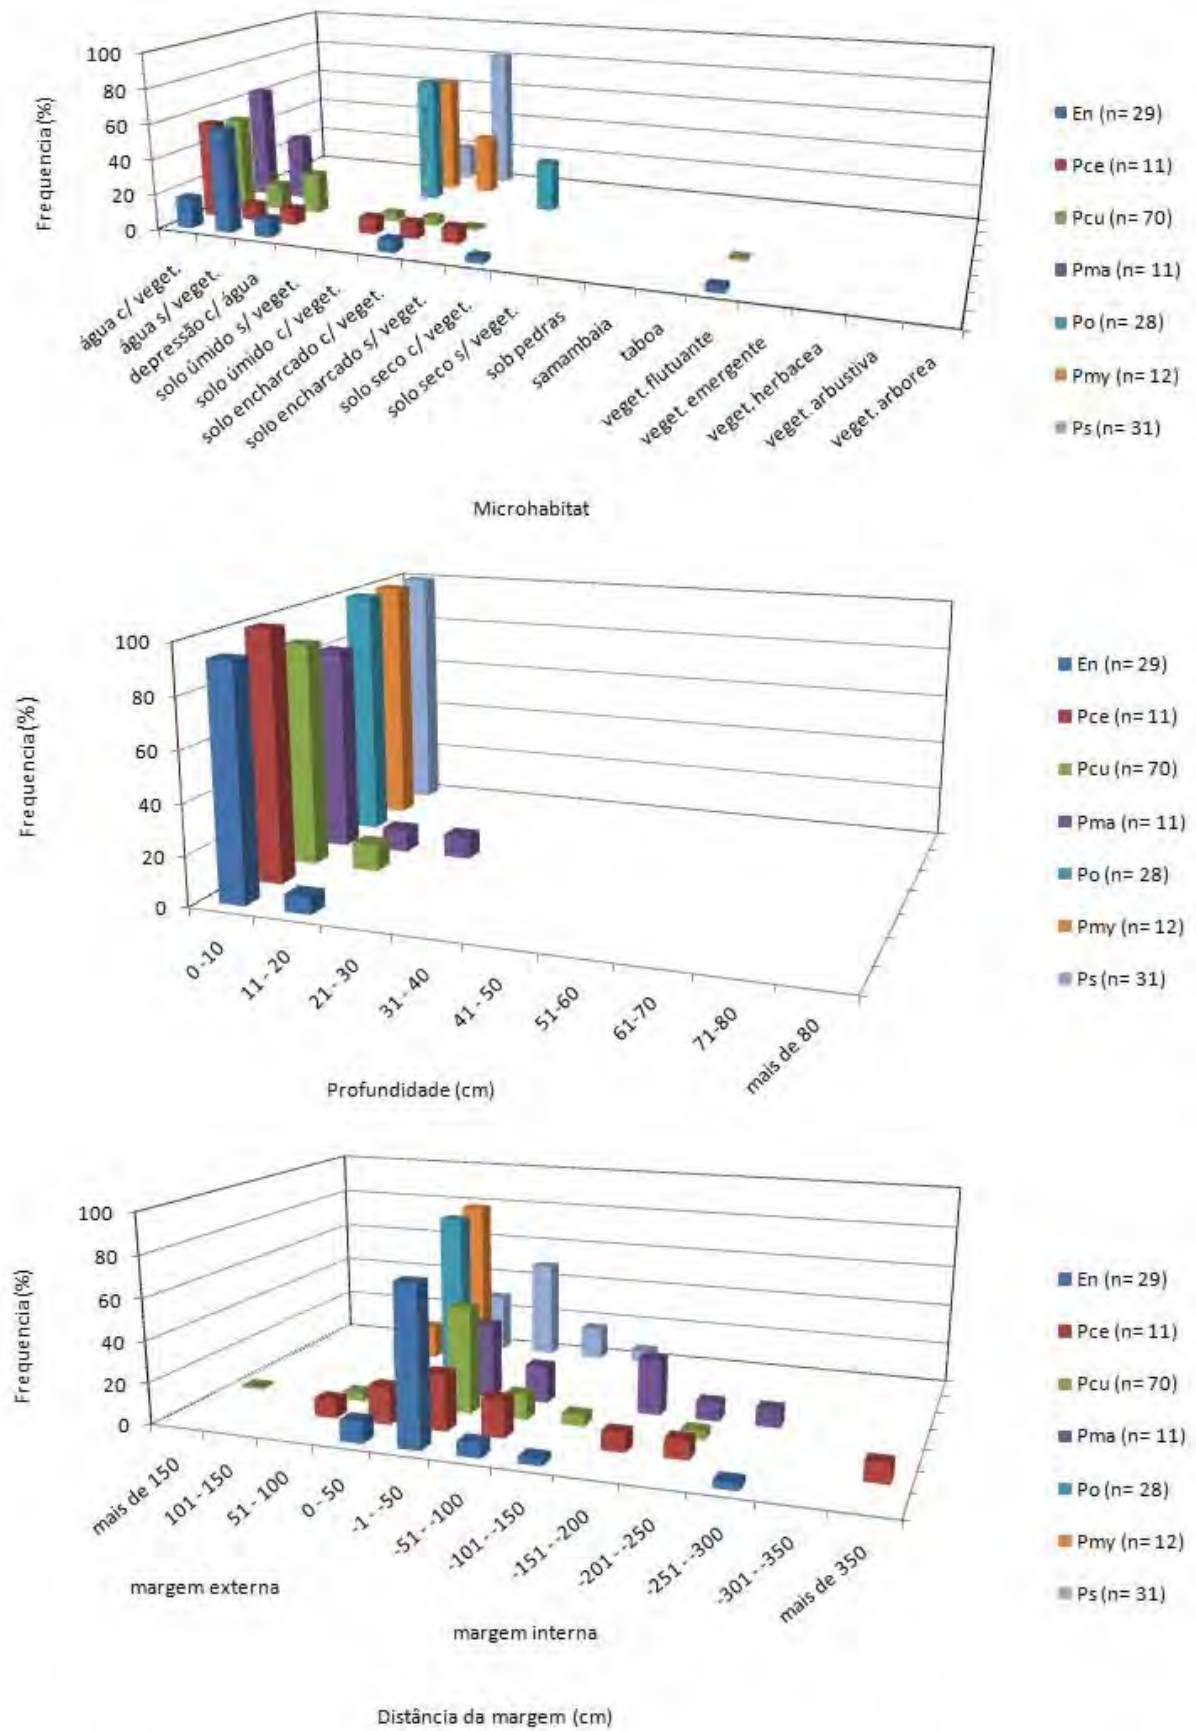 Frequencia(%)
100
80
60
40
20
0
água c/ veget.
água s/ veget.
depressão c/ água
solo úmido s/ veget.
solo úmido c/ veget.
solo encharcado c/ veget.
solo encharcado s/ veget.
solo seco c/ veget.
solo seco s/ veget.
sob pedras
samambaia
taboa
veget. flutuante
veget. emergente
veget. herbacea
veget. arbustiva
veget. arborea
Microhabitat
En (n= 29)
Pce (n= 11)
Pcu (n= 70)
Pma (n= 11)
Po (n= 28)
Pmy (n= 12)
Ps (n= 31)
Frequencia(%)
100
80
60
40
20
0
0 -10
11 - 20
21 - 30
31 - 40
41 - 50
51-60
61-70
71-80
mais de 80
Profundidade (cm)
En (n= 29)
Pce (n= 11)
Pcu (n= 70)
Pma (n= 11)
Po (n= 28)
Pmy (n= 12)
Ps (n= 31)
Frequencia(%)
100
80
60
40
20
0
mais de 150
101 - 150
51 - 100
0 - 50
-1 - -50
-51 - -100
-101 - -150
-151 - -200
-201 - -250
-251 - -300
-301 - -350
mais de 350
margem externa
margem interna
Distância da margem (cm)
En (n= 29)
Pce (n= 11)
Pcu (n= 70)
Pma (n= 11)
Po (n= 28)
Pmy (n= 12)
Ps (n= 31)